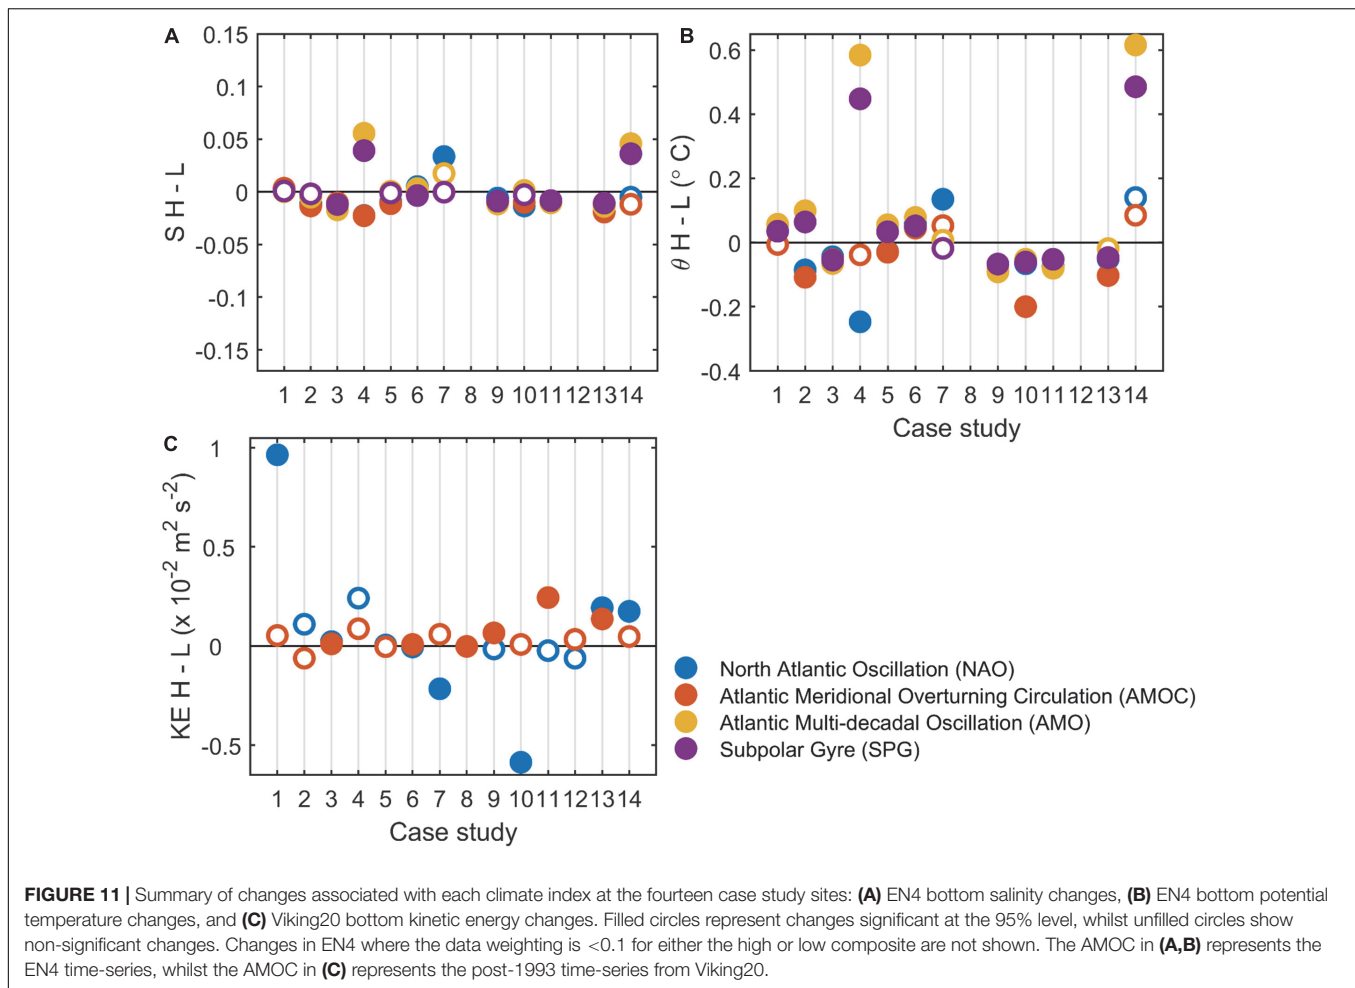 A
0.15
0.1
0.05
0
-0.05
-0.1
-0.15
S H - L
1 2 3 4 5 6 7 9 10 11 12 13 14
B
0.6
0.4
0.2
0
-0.2
-0.4
θ H - L (° C)
1 2 3 4 5 6 7 9 10 11 12 13 14
Case study
C
1
0.5
0
-0.5
KE H - L (x 10⁻² m² s⁻²)
1 2 3 4 5 6 7 8 9 10 11 12 13 14
Case study
North Atlantic Oscillation (NAO)
Atlantic Meridional Overturning Circulation (AMOC)
Atlantic Multi-decadal Oscillation (AMO)
Subpolar Gyre (SPG)
FIGURE 11 | Summary of changes associated with each climate index at the fourteen case study sites: (A) EN4 bottom salinity changes, (B) EN4 bottom potential
temperature changes, and (C) Viking20 bottom kinetic energy changes. Filled circles represent changes significant at the 95% level, whilst unfilled circles show
non-significant changes. Changes in EN4 where the data weighting is <0.1 for either the high or low composite are not shown. The AMOC in (A,B) represents the
EN4 time-series, whilst the AMOC in (C) represents the post-1993 time-series from Viking20.